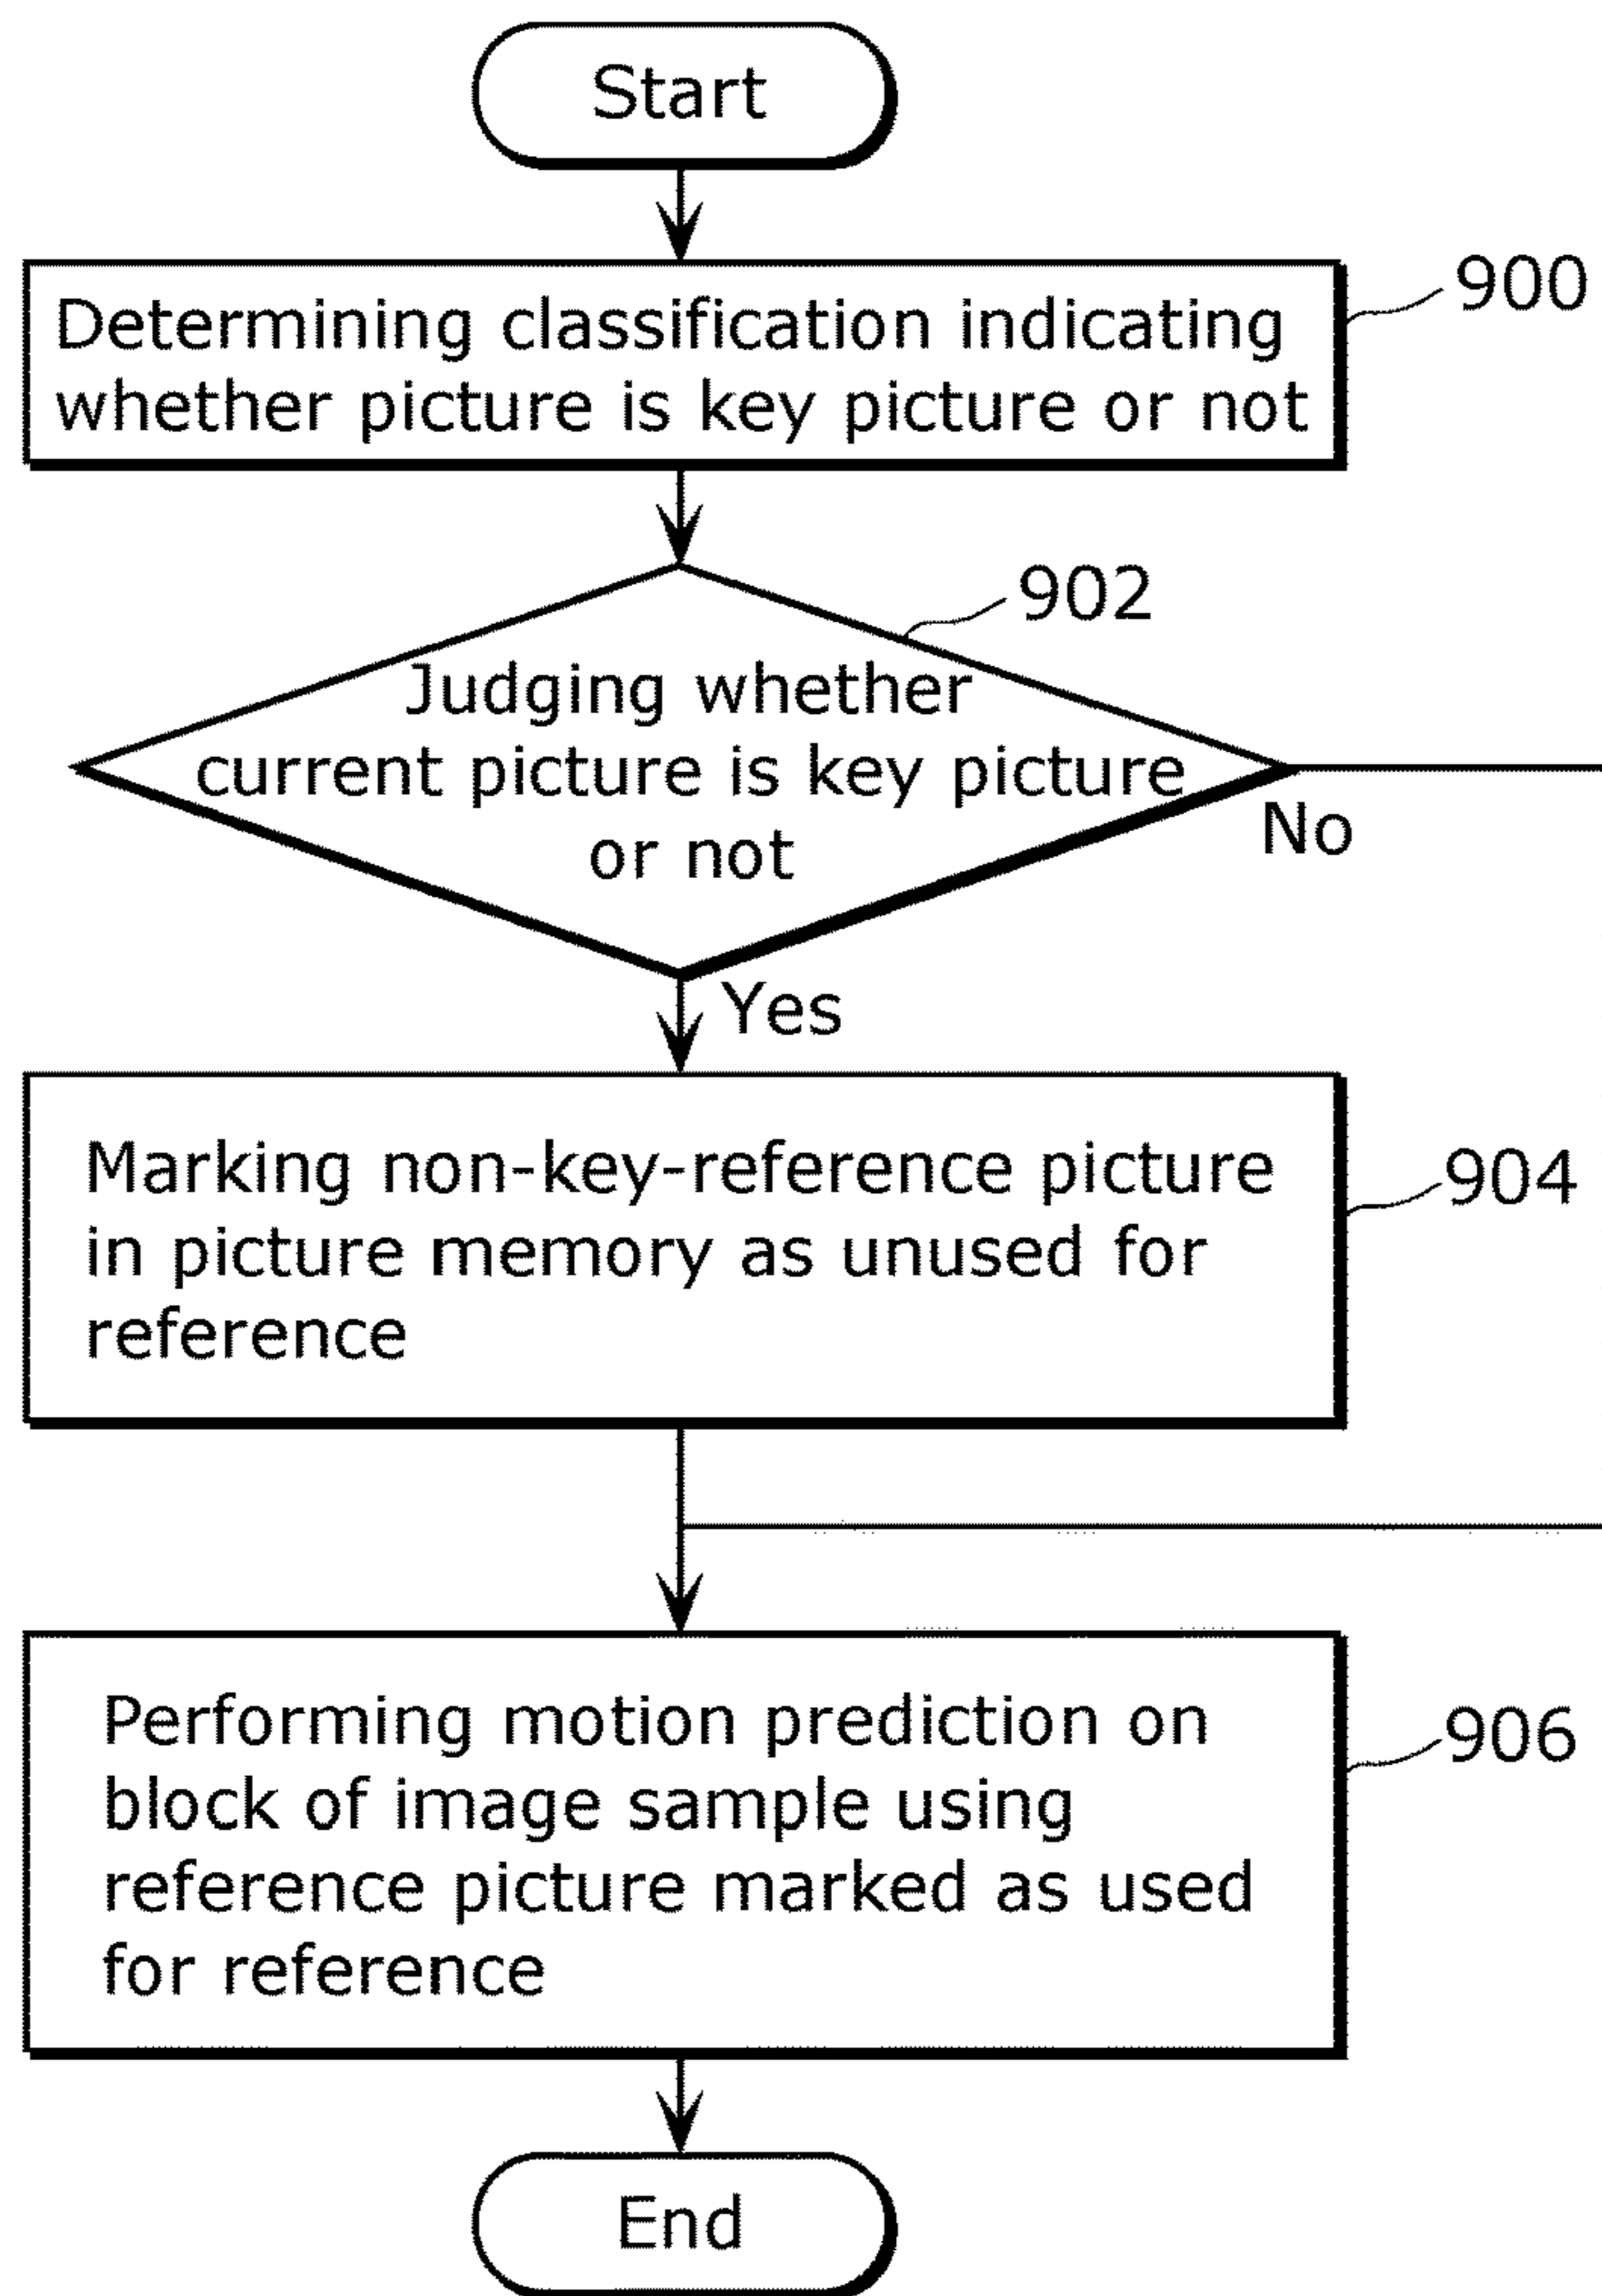 Start
900
Determining classification indicating
whether picture is key picture or not
902
Judging whether
current picture is key picture
or not
No
Yes
904
Marking non-key-reference picture
in picture memory as unused for
reference
906
Performing motion prediction on
block of image sample using
reference picture marked as used
for reference
End